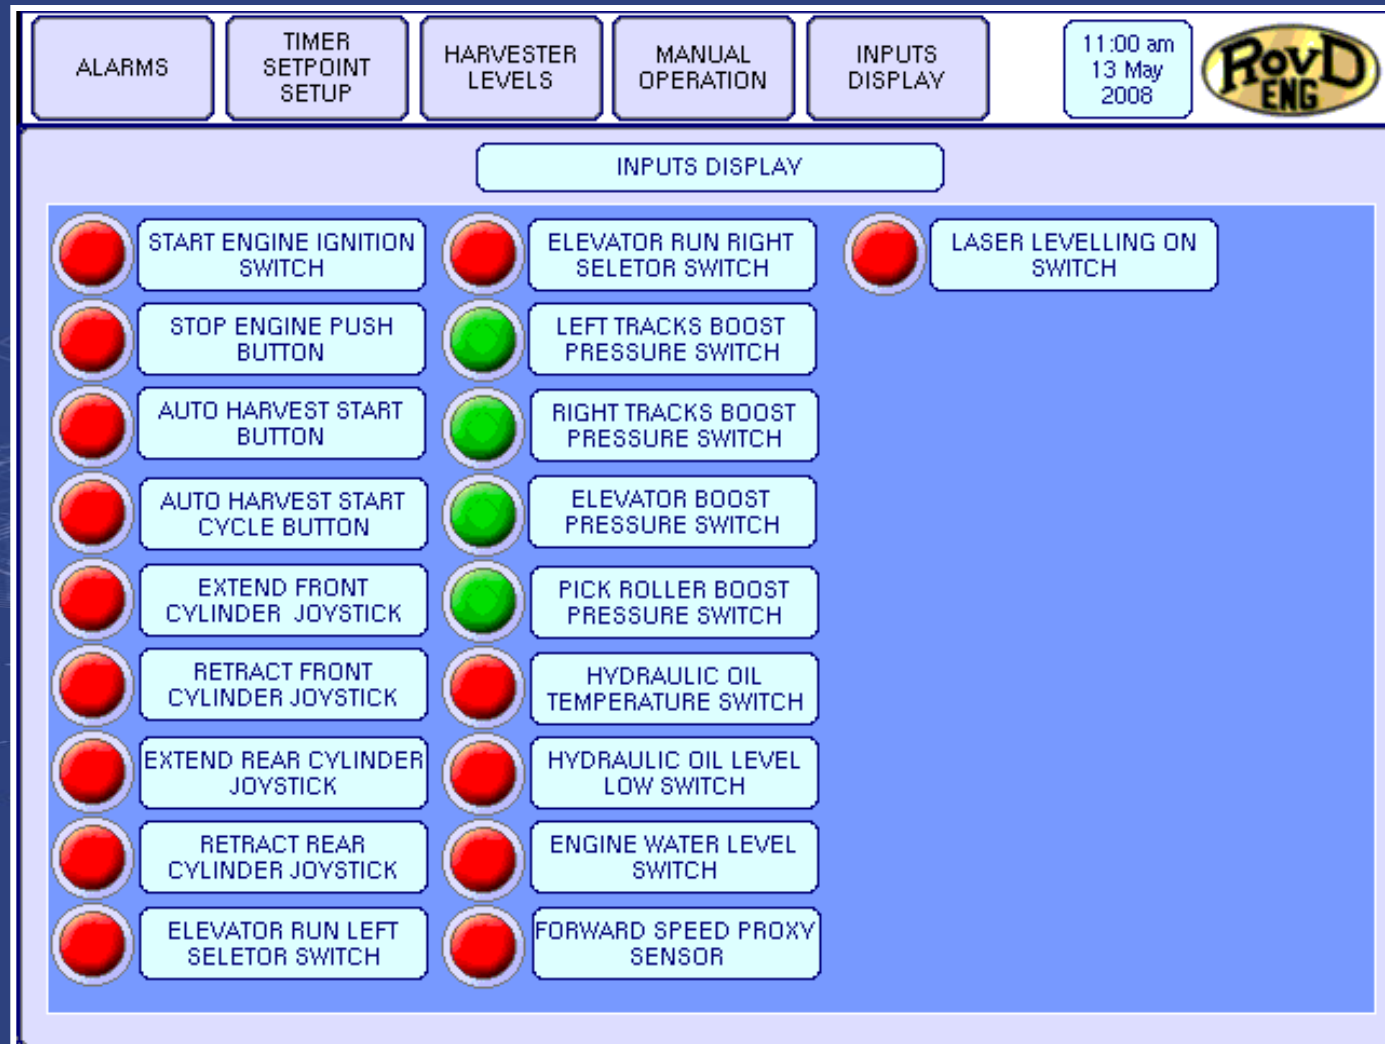 ALARMS
TIMER
SETPOINT
SETUP
HARVESTER
LEVELS
MANUAL
OPERATION
INPUTS
DISPLAY
11:00 am
13 May
2008
RovD
ENG
INPUTS DISPLAY
START ENGINE IGNITION
SWITCH
STOP ENGINE PUSH
BUTTON
AUTO HARVEST START
BUTTON
AUTO HARVEST START
CYCLE BUTTON
EXTEND FRONT
CYLINDER JOYSTICK
RETRACT FRONT
CYLINDER JOYSTICK
EXTEND REAR CYLINDER
JOYSTICK
RETRACT REAR
CYLINDER JOYSTICK
ELEVATOR RUN LEFT
SELETOR SWITCH
ELEVATOR RUN RIGHT
SELETOR SWITCH
LEFT TRACKS BOOST
PRESSURE SWITCH
RIGHT TRACKS BOOST
PRESSURE SWITCH
ELEVATOR BOOST
PRESSURE SWITCH
PICK ROLLER BOOST
PRESSURE SWITCH
HYDRAULIC OIL
TEMPERATURE SWITCH
HYDRAULIC OIL LEVEL
LOW SWITCH
ENGINE WATER LEVEL
SWITCH
FORWARD SPEED PROXY
SENSOR
LASER LEVELLING ON
SWITCH